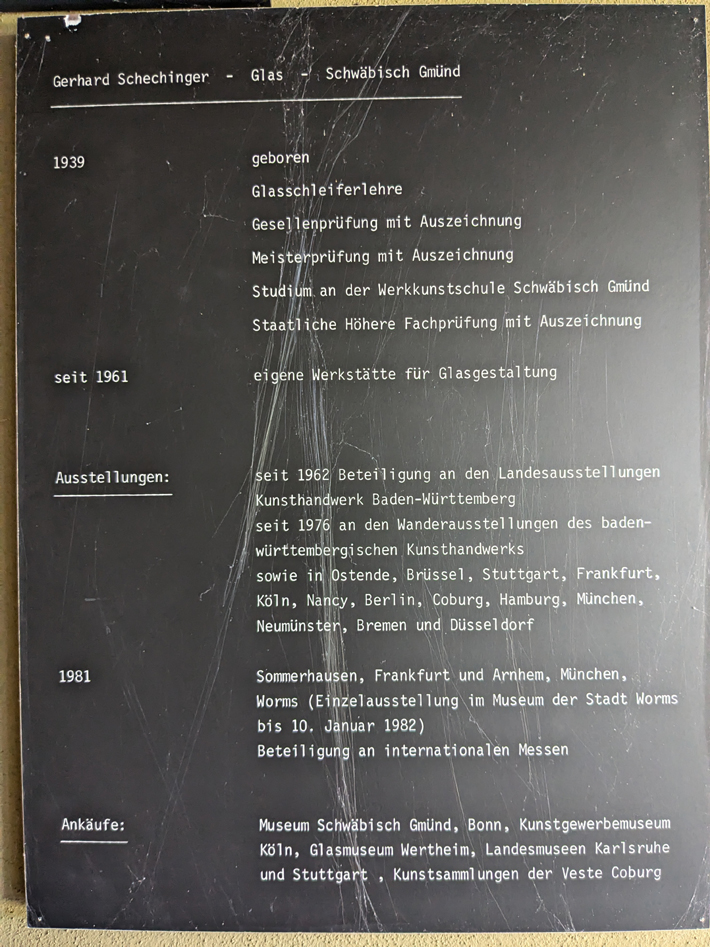 Gerhard Schechinger - Glas - Schwäbisch Gmünd
1939 geboren
Glasschleiferlehre
Gesellenprüfung mit Auszeichnung
Meisterprüfung mit Auszeichnung
Studium an der Werkkunstschule Schwäbisch Gmünd
Staatliche Höhere Fachprüfung mit Auszeichnung
seit 1961 eigene Werkstätte für Glasgestaltung
Ausstellungen: seit 1962 Beteiligung an den Landesausstellungen
Kunsthandwerk Baden-Württemberg
seit 1976 an den Wanderausstellungen des baden-
württembergischen Kunsthandwerks
sowie in Ostende, Brüssel, Stuttgart, Frankfurt,
Köln, Nancy, Berlin, Coburg, Hamburg, München,
Neumünster, Bremen und Düsseldorf
1981 Sommerhausen, Frankfurt und Arnhem, München,
Worms (Einzelausstellung im Museum der Stadt Worms
bis 10. Januar 1982)
Beteiligung an internationalen Messen
Ankäufe: Museum Schwäbisch Gmünd, Bonn, Kunstgewerbemuseum
Köln, Glasmuseum Wertheim, Landesmuseen Karlsruhe
und Stuttgart , Kunstsammlungen der Veste Coburg